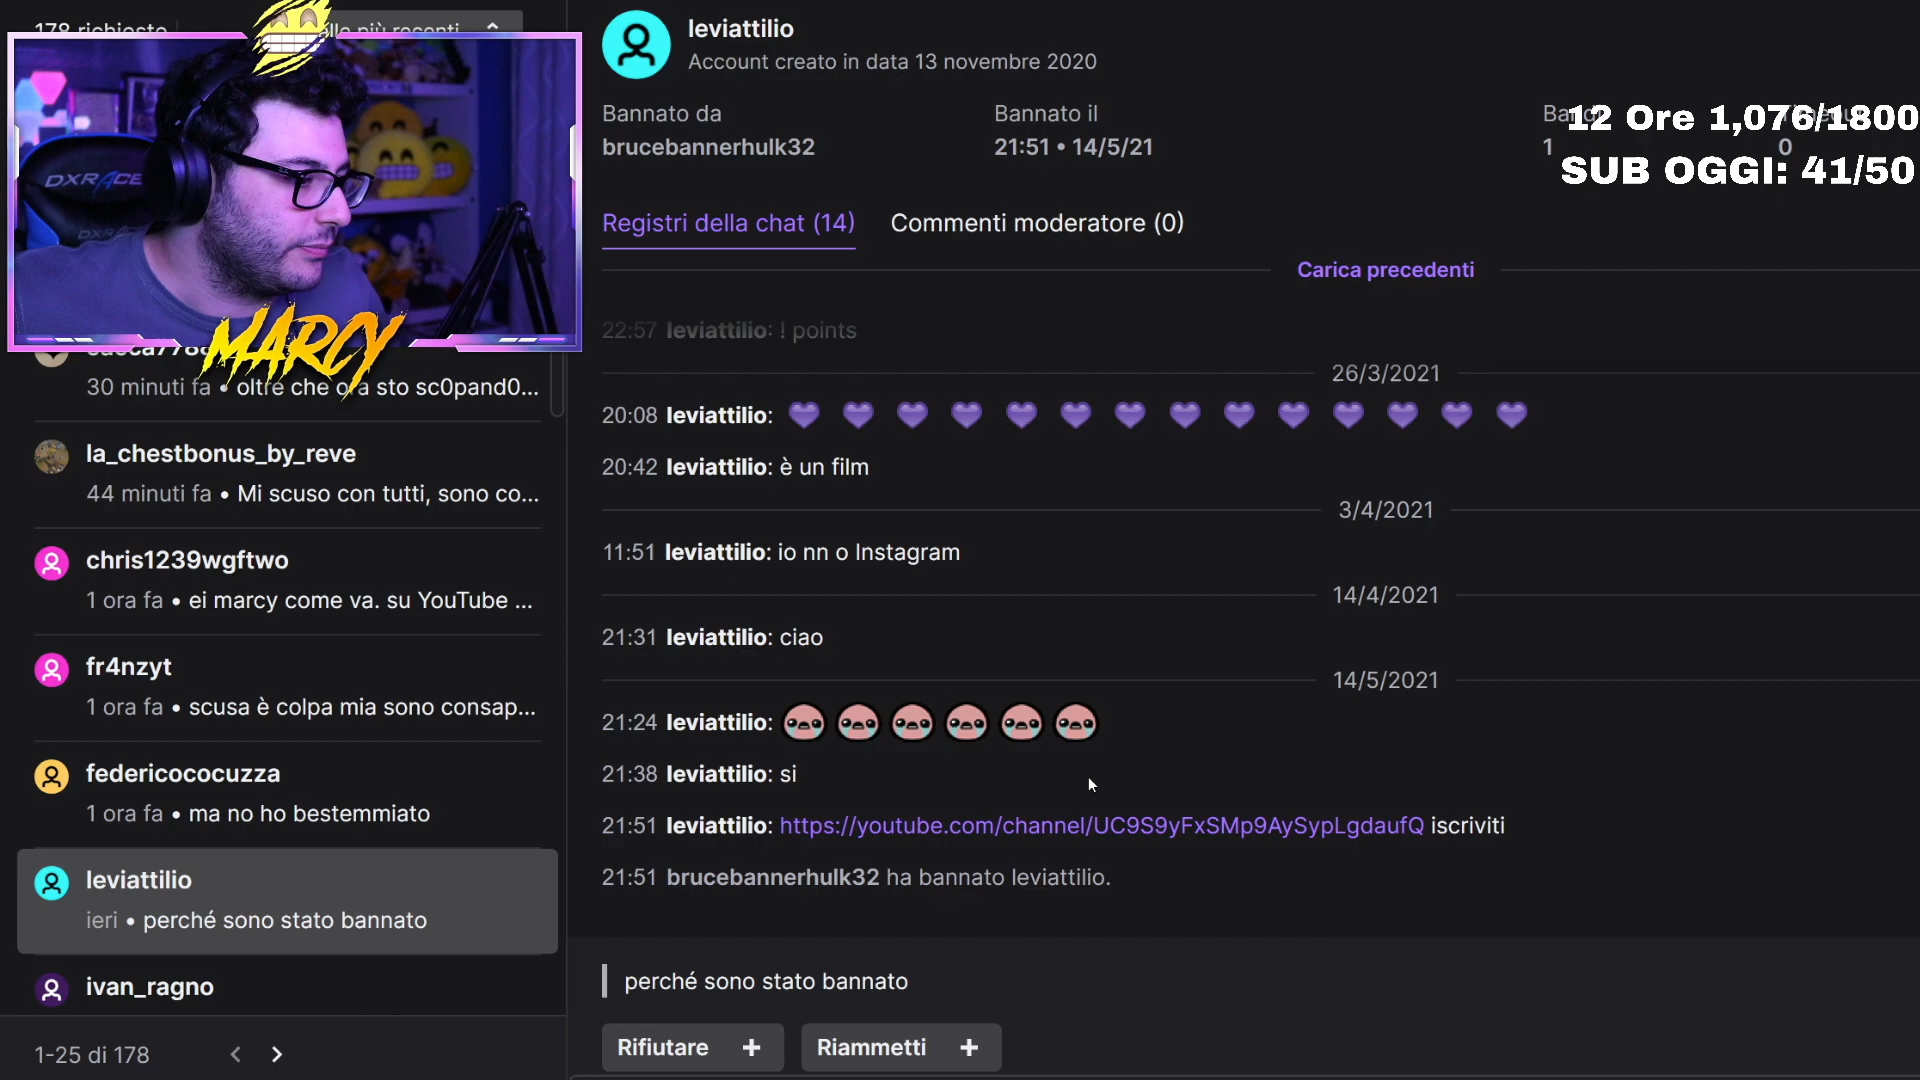 178 richieste
più recenti
DXRACE
MARCY
30 minuti fa • oltre che ora sto sc0pand0...
la_chestbonus_by_reve
44 minuti fa • Mi scuso con tutti, sono co...
chris1239wgftwo
1 ora fa • ei marcy come va. su YouTube ...
fr4nzyt
1 ora fa • scusa è colpa mia sono consap...
federicococuzza
1 ora fa • ma no ho bestemmiato
leviattilio
ieri • perché sono stato bannato
ivan_ragno
1-25 di 178
leviattilio
Account creato in data 13 novembre 2020
Bannato da
brucebannerhulk32
Bannato il
21:51 • 14/5/21
1
0
12 Ore 1,076/1800
SUB OGGI: 41/50
Registri della chat (14)
Commenti moderatore (0)
Carica precedenti
22:57 leviattilio: ! points
26/3/2021
20:08 leviattilio: 💜 💜 💜 💜 💜 💜 💜 💜 💜 💜 💜 💜 💜 💜
20:42 leviattilio: è un film
3/4/2021
11:51 leviattilio: io nn o Instagram
14/4/2021
21:31 leviattilio: ciao
14/5/2021
21:24 leviattilio:
21:38 leviattilio: si
21:51 leviattilio: https://youtube.com/channel/UC9S9yFxSMp9AySypLgdaufQ iscriviti
21:51 brucebannerhulk32 ha bannato leviattilio.
perché sono stato bannato
Rifiutare +
Riammetti +